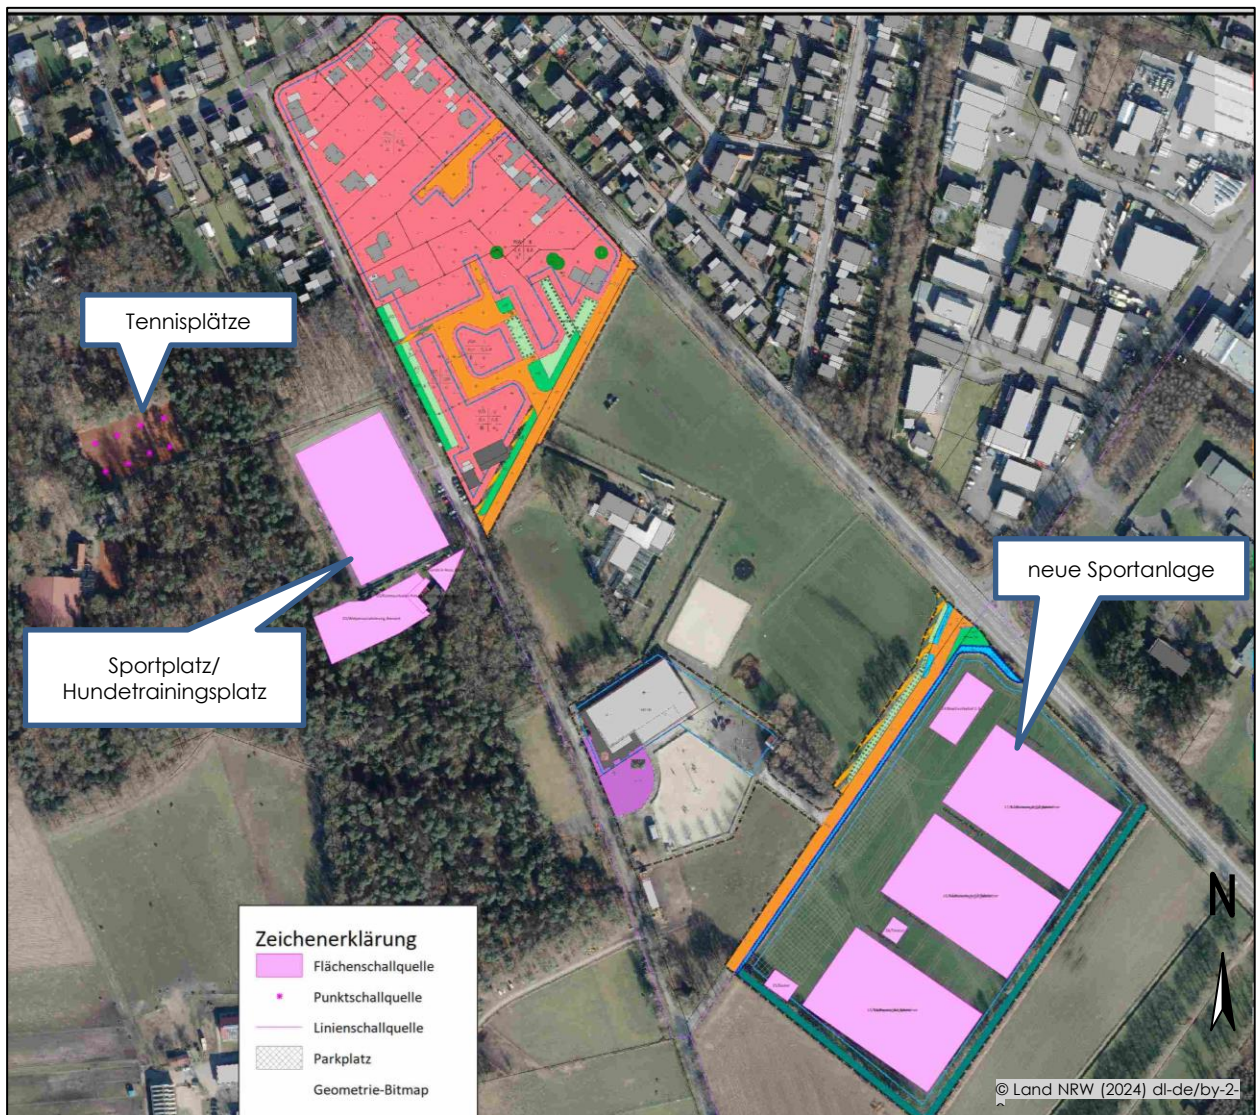 Tennisplätze
neue Sportanlage
Sportplatz/
Hundetrainingsplatz
N
Zeichenerklärung
Flächenschallquelle
Punktschallquelle
Linienschallquelle
Parkplatz
Geometrie-Bitmap
© Land NRW (2024) dl-de/by-2-